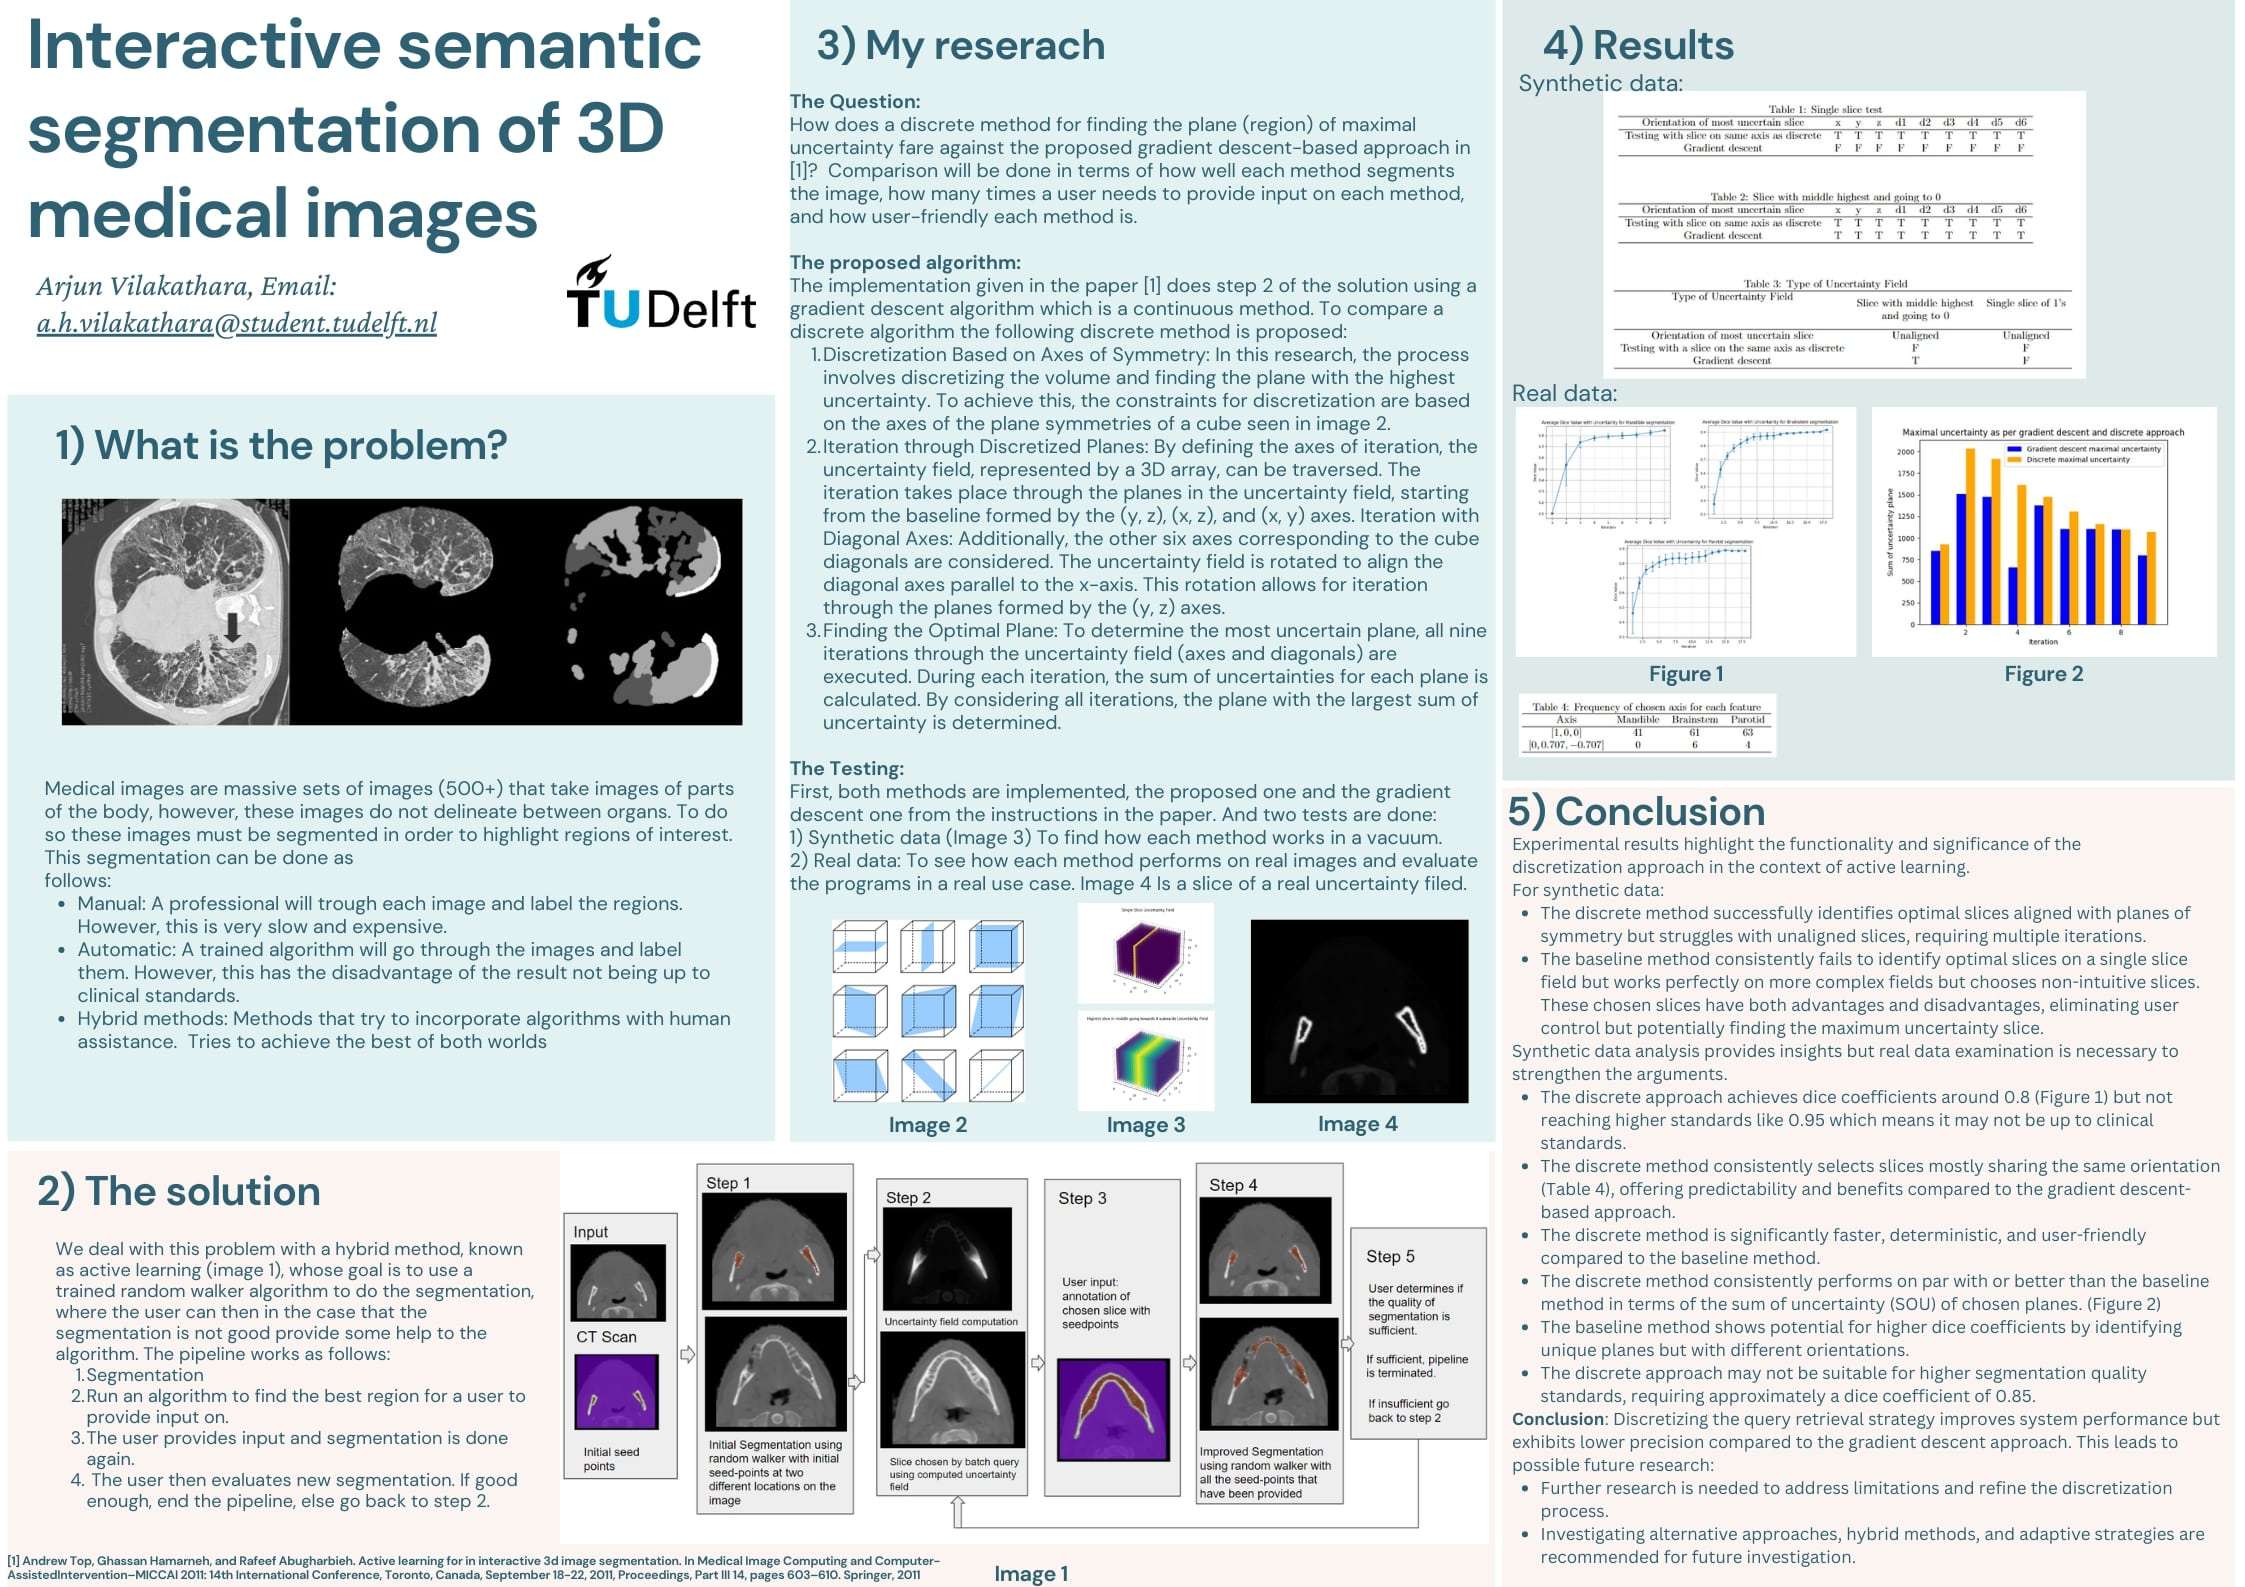 Interactive semantic
segmentation of 3D
medical images
Arjun Vilakathara, Email:
a.h.vilakathara@student.tudelft.nl
TUDelft
1) What is the problem?
Medical images are massive sets of images (500+) that take images of parts
of the body, however, these images do not delineate between organs. To do
so these images must be segmented in order to highlight regions of interest.
This segmentation can be done as
follows:
• Manual: A professional will trough each image and label the regions.
However, this is very slow and expensive.
• Automatic: A trained algorithm will go through the images and label
them. However, this has the disadvantage of the result not being up to
clinical standards.
• Hybrid methods: Methods that try to incorporate algorithms with human
assistance. Tries to achieve the best of both worlds
2) The solution
We deal with this problem with a hybrid method, known
as active learning (image 1), whose goal is to use a
trained random walker algorithm to do the segmentation,
where the user can then in the case that the
segmentation is not good provide some help to the
algorithm. The pipeline works as follows:
1. Segmentation
2. Run an algorithm to find the best region for a user to
provide input on.
3. The user provides input and segmentation is done
again.
4. The user then evaluates new segmentation. If good
enough, end the pipeline, else go back to step 2.
Input
CT Scan
Initial seed
points
Step 1
Initial Segmentation using
random walker with initial
seed-points at two
different locations on the
image
Step 2
Uncertainty field computation
Slice chosen by batch query
using computed uncertainty
field
Step 3
User input:
annotation of
chosen slice with
seedpoints
Step 4
Improved Segmentation
using random walker with
all the seed-points that
have been provided
Step 5
User determines if
the quality of
segmentation is
sufficient.
If sufficient, pipeline
is terminated.
If insufficient go
back to step 2
Image 1
[1] Andrew Top, Ghassan Hamarneh, and Rafeef Abugharbieh. Active learning for in interactive 3d image segmentation. In Medical Image Computing and Computer-
AssistedIntervention–MICCAI 2011: 14th International Conference, Toronto, Canada, September 18-22, 2011, Proceedings, Part III 14, pages 603–610. Springer, 2011
3) My reserach
The Question:
How does a discrete method for finding the plane (region) of maximal
uncertainty fare against the proposed gradient descent-based approach in
[1]? Comparison will be done in terms of how well each method segments
the image, how many times a user needs to provide input on each method,
and how user-friendly each method is.
The proposed algorithm:
The implementation given in the paper [1] does step 2 of the solution using a
gradient descent algorithm which is a continuous method. To compare a
discrete algorithm the following discrete method is proposed:
1. Discretization Based on Axes of Symmetry: In this research, the process
involves discretizing the volume and finding the plane with the highest
uncertainty. To achieve this, the constraints for discretization are based
on the axes of the plane symmetries of a cube seen in image 2.
2. Iteration through Discretized Planes: By defining the axes of iteration, the
uncertainty field, represented by a 3D array, can be traversed. The
iteration takes place through the planes in the uncertainty field, starting
from the baseline formed by the (y, z), (x, z), and (x, y) axes. Iteration with
Diagonal Axes: Additionally, the other six axes corresponding to the cube
diagonals are considered. The uncertainty field is rotated to align the
diagonal axes parallel to the x-axis. This rotation allows for iteration
through the planes formed by the (y, z) axes.
3. Finding the Optimal Plane: To determine the most uncertain plane, all nine
iterations through the uncertainty field (axes and diagonals) are
executed. During each iteration, the sum of uncertainties for each plane is
calculated. By considering all iterations, the plane with the largest sum of
uncertainty is determined.
The Testing:
First, both methods are implemented, the proposed one and the gradient
descent one from the instructions in the paper. And two tests are done:
1) Synthetic data (Image 3) To find how each method works in a vacuum.
2) Real data: To see how each method performs on real images and evaluate
the programs in a real use case. Image 4 Is a slice of a real uncertainty filed.
Image 2
Single Slice Uncertainty Field
Image 3
Image 4
4) Results
Synthetic data:
Table 1: Single slice test
Orientation of most uncertain slice x y z d1 d2 d3 d4 d5 d6
Testing with slice on same axis as discrete T T T T T T T T T
Gradient descent F F F F F F F F F
Table 2: Slice with middle highest and going to 0
Orientation of most uncertain slice x y z d1 d2 d3 d4 d5 d6
Testing with slice on same axis as discrete T T T T T T T T T
Gradient descent T T T T T T T T T
Table 3: Type of Uncertainty Field
Type of Uncertainty Field Slice with middle highest Single slice of 1's
and going to 0
Orientation of most uncertain slice Unaligned Unaligned
Testing with a slice on the same axis as discrete F F
Gradient descent T F
Real data:
Average Dice Value with Uncertainty for Mandible segmentation
Average Dice Value with Uncertainty for Brainstem segmentation
Average Dice Value with Uncertainty for Parotid segmentation
Figure 1
Maximal uncertainty as per gradient descent and discrete approach
Gradient descent maximal uncertainty
Discrete maximal uncertainty
Sum of uncertainty plane
2000
1750
1500
1250
1000
750
500
250
0
2 4 6 8
Iteration
Figure 2
Table 4: Frequency of chosen axis for each feature
Axis Mandible Brainstem Parotid
[1,0,0] 41 61 63
[0,0.707,−0.707] 0 6 4
5) Conclusion
Experimental results highlight the functionality and significance of the
discretization approach in the context of active learning.
For synthetic data:
• The discrete method successfully identifies optimal slices aligned with planes of
symmetry but struggles with unaligned slices, requiring multiple iterations.
• The baseline method consistently fails to identify optimal slices on a single slice
field but works perfectly on more complex fields but chooses non-intuitive slices.
These chosen slices have both advantages and disadvantages, eliminating user
control but potentially finding the maximum uncertainty slice.
Synthetic data analysis provides insights but real data examination is necessary to
strengthen the arguments.
• The discrete approach achieves dice coefficients around 0.8 (Figure 1) but not
reaching higher standards like 0.95 which means it may not be up to clinical
standards.
• The discrete method consistently selects slices mostly sharing the same orientation
(Table 4), offering predictability and benefits compared to the gradient descent-
based approach.
• The discrete method is significantly faster, deterministic, and user-friendly
compared to the baseline method.
• The discrete method consistently performs on par with or better than the baseline
method in terms of the sum of uncertainty (SOU) of chosen planes. (Figure 2)
• The baseline method shows potential for higher dice coefficients by identifying
unique planes but with different orientations.
• The discrete approach may not be suitable for higher segmentation quality
standards, requiring approximately a dice coefficient of 0.85.
Conclusion: Discretizing the query retrieval strategy improves system performance but
exhibits lower precision compared to the gradient descent approach. This leads to
possible future research:
• Further research is needed to address limitations and refine the discretization
process.
• Investigating alternative approaches, hybrid methods, and adaptive strategies are
recommended for future investigation.